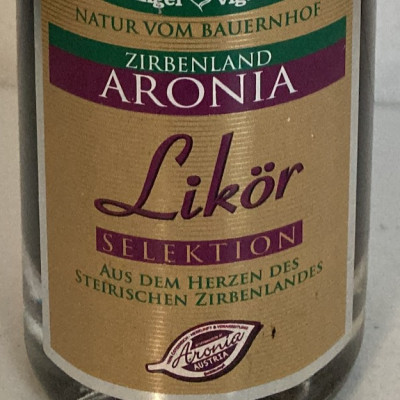 NATUR VOM BAUERNHOF
ZIRBENLAND
ARONIA
Likör
SELEKTION
AUS DEM HERZEN DES
STEIRISCHEN ZIRBENLANDES
Aronia
AUSTRIA